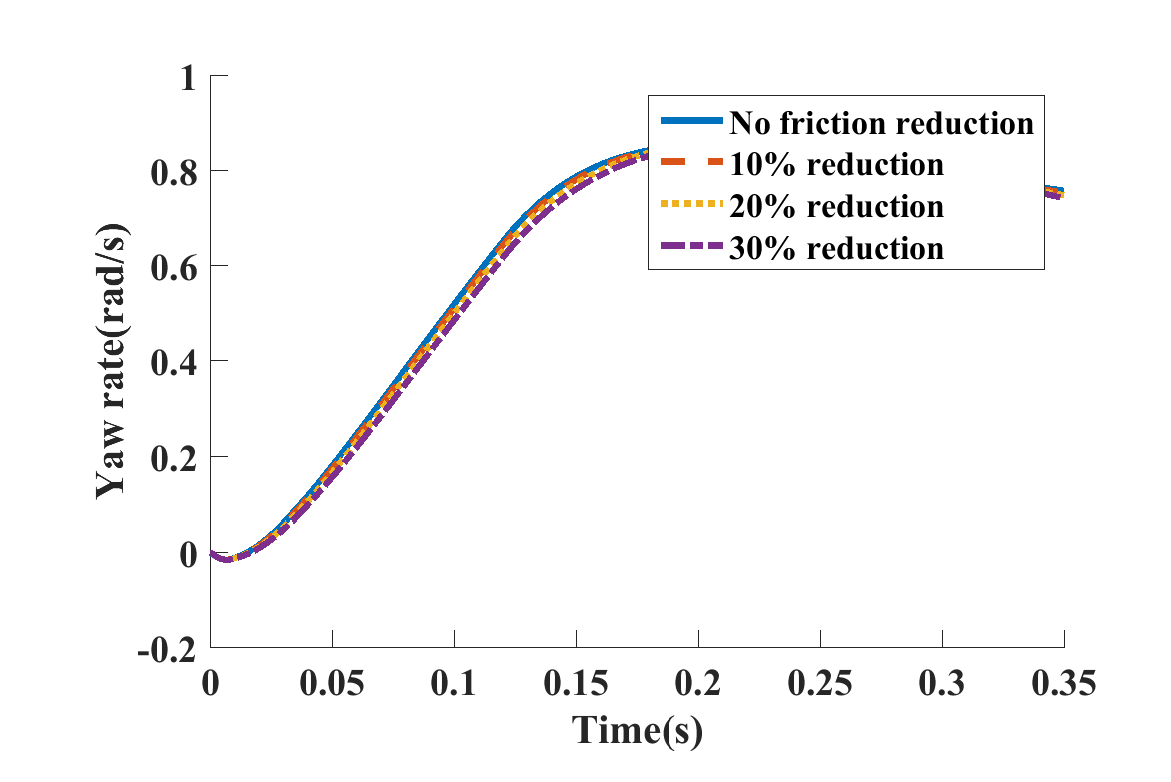 1
0.8
0.6
0.4
0.2
0
-0.2
Yaw rate(rad/s)
No friction reduction
10% reduction
20% reduction
30% reduction
0 0.05 0.1 0.15 0.2 0.25 0.3 0.35
Time(s)